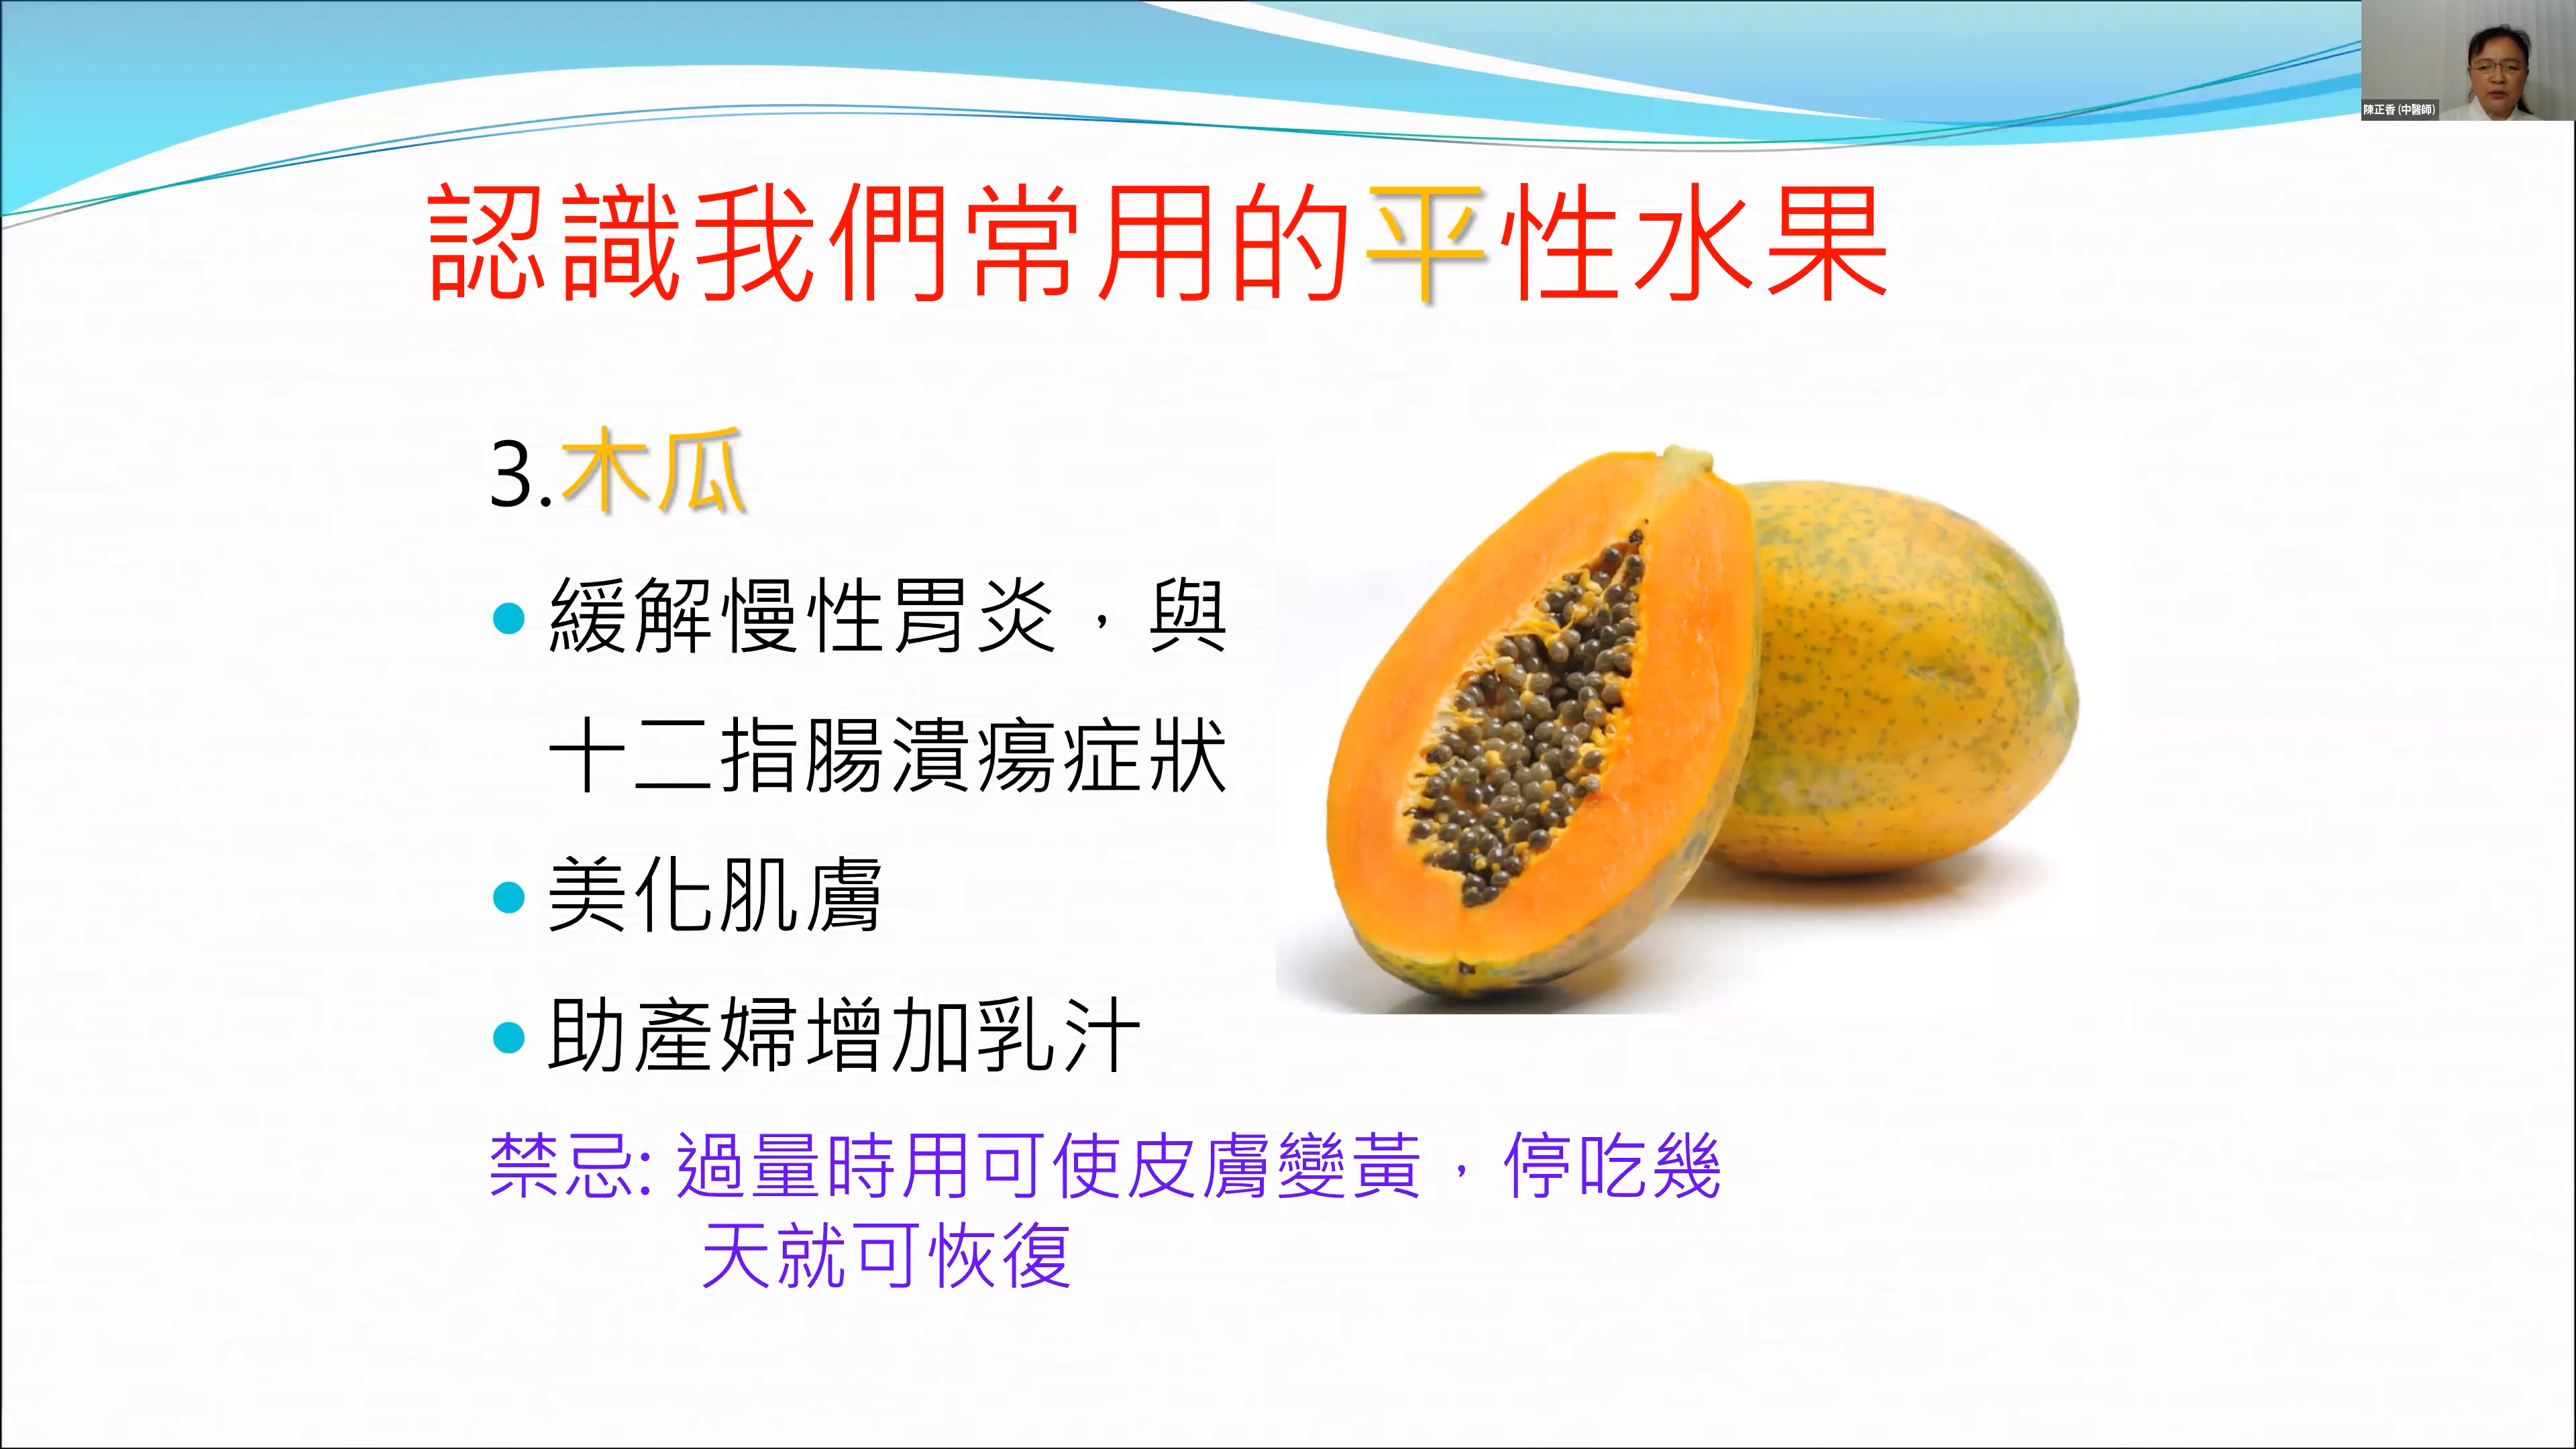 陳正香 (中醫師)
認識我們常用的平性水果
3.木瓜
•緩解慢性胃炎，與
十二指腸潰瘍症狀
•美化肌膚
•助產婦增加乳汁
禁忌: 過量時用可使皮膚變黃，停吃幾
天就可恢復